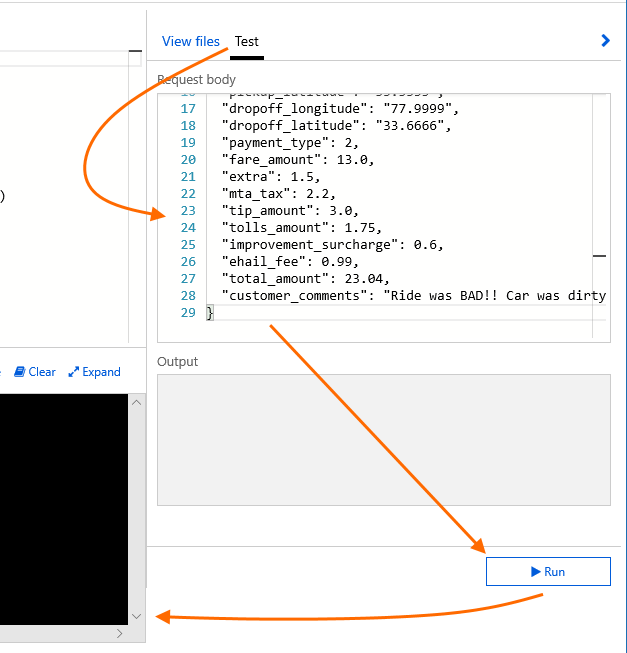 View files Test
Request body
17 "dropoff_longitude": "77.9999",
18 "dropoff_latitude": "33.6666",
19 "payment_type": 2,
20 "fare_amount": 13.0,
21 "extra": 1.5,
22 "mta_tax": 2.2,
23 "tip_amount": 3.0,
24 "tolls_amount": 1.75,
25 "improvement_surcharge": 0.6,
26 "ehail_fee": 0.99,
27 "total_amount": 23.04,
28 "customer_comments": "Ride was BAD!! Car was dirty
29 }
)
Output
Clear Expand
Run